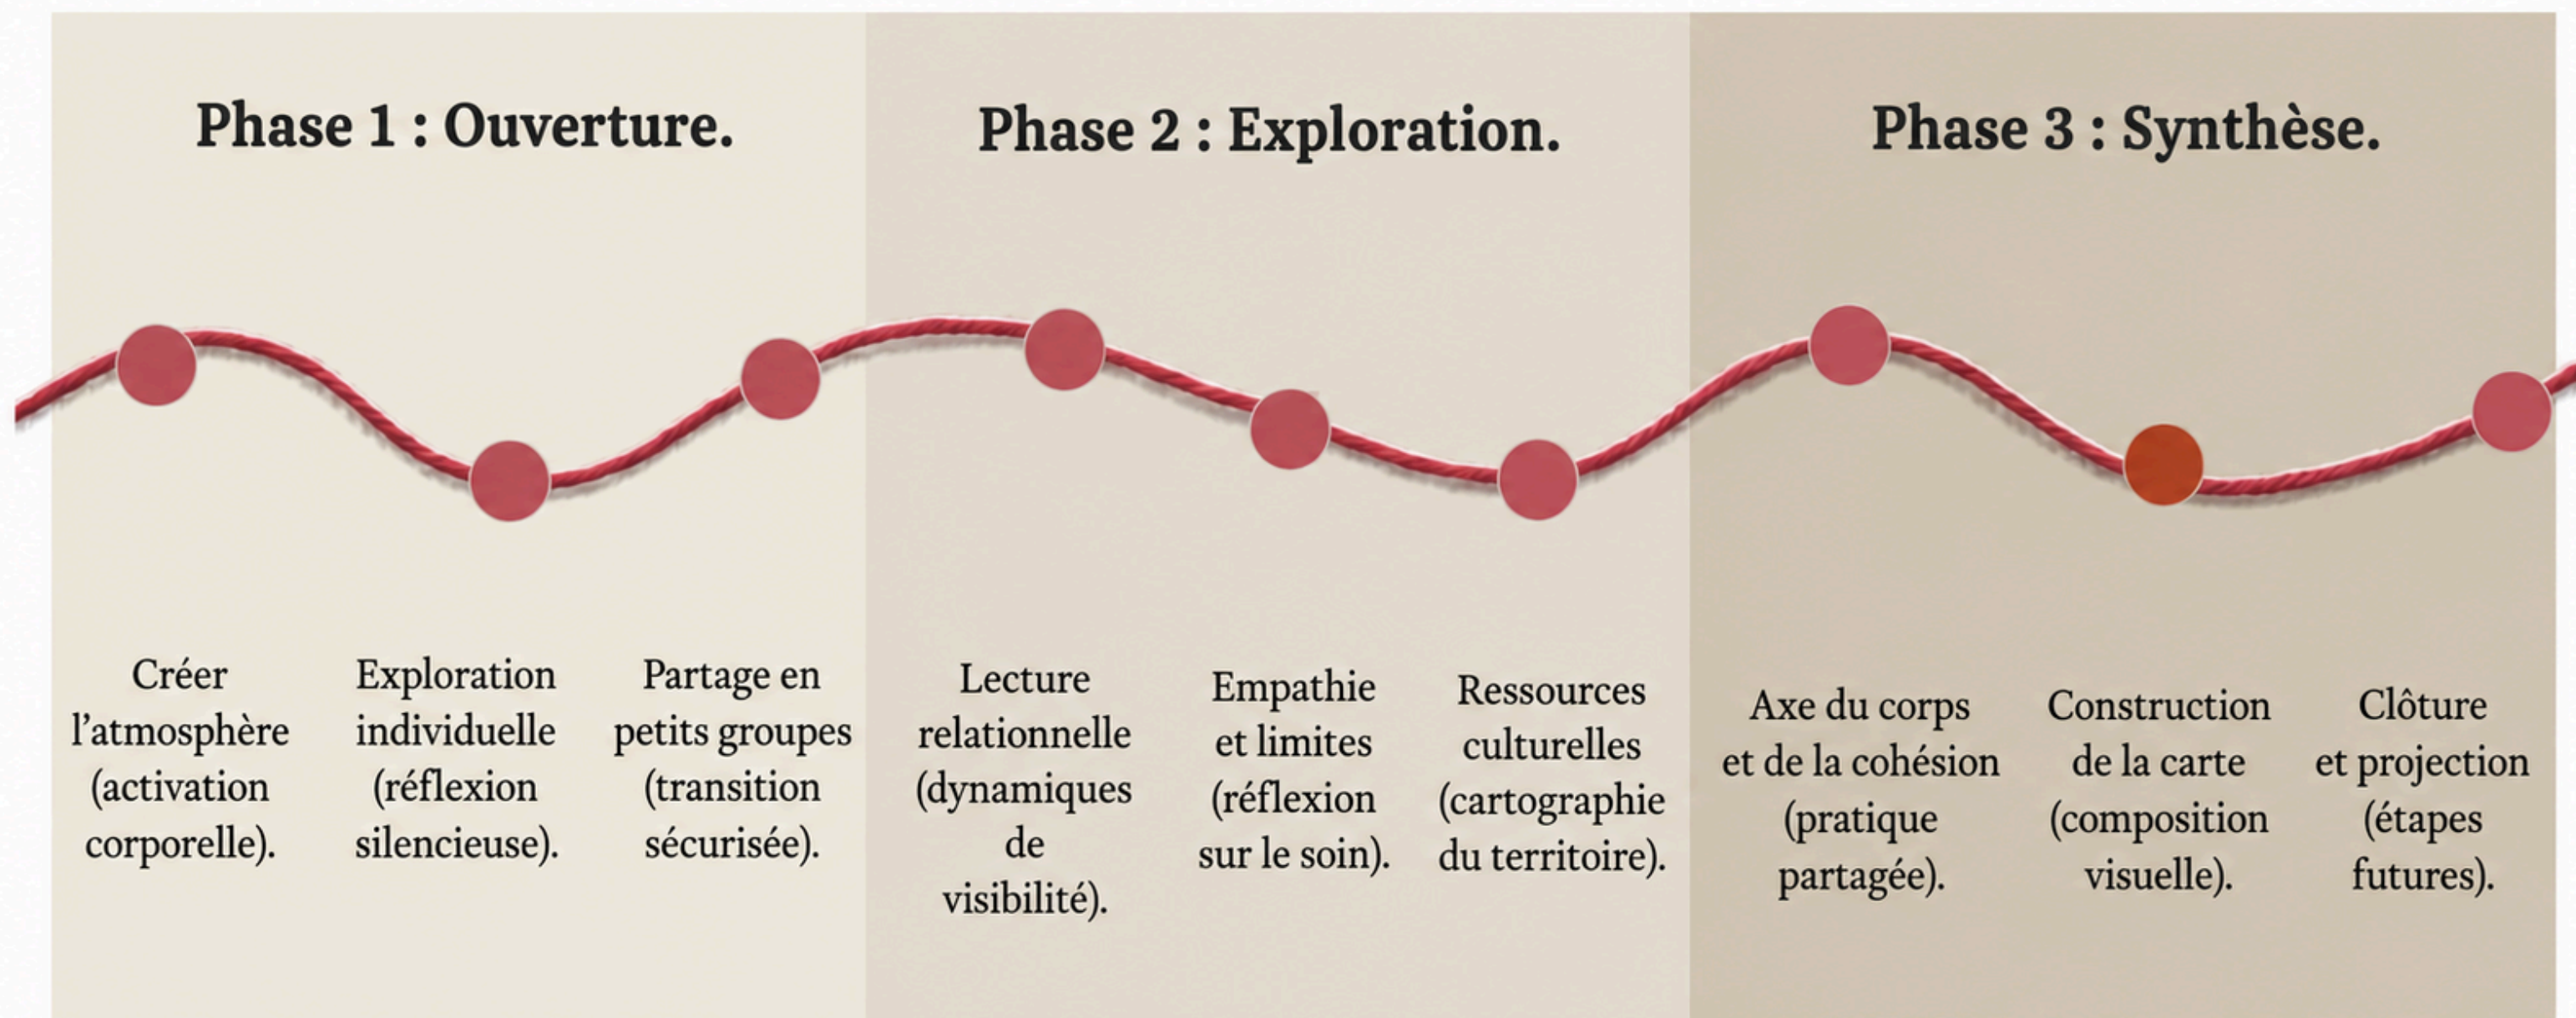 Phase 1 : Ouverture.
Phase 2 : Exploration.
Phase 3 : Synthèse.
Créer
l’atmosphère
(activation
corporelle).
Exploration
individuelle
(réflexion
silencieuse).
Partage en
petits groupes
(transition
sécurisée).
Lecture
relationnelle
(dynamiques
de
visibilité).
Empathie
et limites
(réflexion
sur le soin).
Ressources
culturelles
(cartographie
du territoire).
Axe du corps
et de la cohésion
(pratique
partagée).
Construction
de la carte
(composition
visuelle).
Clôture
et projection
(étapes
futures).